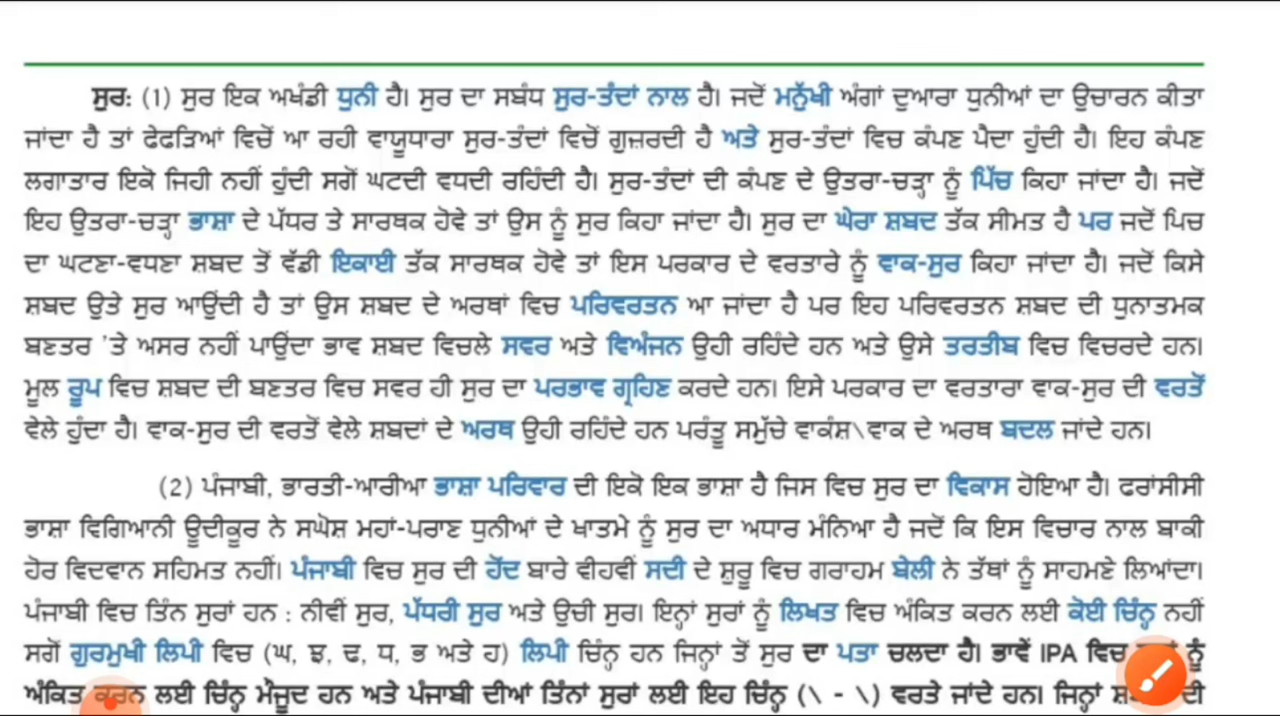 ਸੁਰ: (1) ਸੁਰ ਇਕ ਅਖੰਡੀ ਧੁਨੀ ਹੈ। ਸੁਰ ਦਾ ਸਬੰਧ ਸੁਰ-ਤੰਦਾਂ ਨਾਲ ਹੈ। ਜਦੋਂ ਮਨੁੱਖੀ ਅੰਗਾਂ ਦੁਆਰਾ ਧੁਨੀਆਂ ਦਾ ਉਚਾਰਨ ਕੀਤਾ
ਜਾਂਦਾ ਹੈ ਤਾਂ ਫੇਫੜਿਆਂ ਵਿਚੋਂ ਆ ਰਹੀ ਵਾਯੂਧਾਰਾ ਸੁਰ-ਤੰਦਾਂ ਵਿਚੋਂ ਗੁਜ਼ਰਦੀ ਹੈ ਅਤੇ ਸੁਰ-ਤੰਦਾਂ ਵਿਚ ਕੰਪਣ ਪੈਦਾ ਹੁੰਦੀ ਹੈ। ਇਹ ਕੰਪਣ
ਲਗਾਤਾਰ ਇਕੋ ਜਿਹੀ ਨਹੀਂ ਹੁੰਦੀ ਸਗੋਂ ਘਟਦੀ ਵਧਦੀ ਰਹਿੰਦੀ ਹੈ। ਸੁਰ-ਤੰਦਾਂ ਦੀ ਕੰਪਣ ਦੇ ਉਤਰਾ-ਚੜ੍ਹਾ ਨੂੰ ਪਿੱਚ ਕਿਹਾ ਜਾਂਦਾ ਹੈ। ਜਦੋਂ
ਇਹ ਉਤਰਾ-ਚੜ੍ਹਾ ਭਾਸ਼ਾ ਦੇ ਪੱਧਰ ਤੇ ਸਾਰਥਕ ਹੋਵੇ ਤਾਂ ਉਸ ਨੂੰ ਸੁਰ ਕਿਹਾ ਜਾਂਦਾ ਹੈ। ਸੁਰ ਦਾ ਘੇਰਾ ਸ਼ਬਦ ਤੱਕ ਸੀਮਤ ਹੈ ਪਰ ਜਦੋਂ ਪਿਚ
ਦਾ ਘਟਣਾ-ਵਧਣਾ ਸ਼ਬਦ ਤੋਂ ਵੱਡੀ ਇਕਾਈ ਤੱਕ ਸਾਰਥਕ ਹੋਵੇ ਤਾਂ ਇਸ ਪਰਕਾਰ ਦੇ ਵਰਤਾਰੇ ਨੂੰ ਵਾਕ-ਸੁਰ ਕਿਹਾ ਜਾਂਦਾ ਹੈ। ਜਦੋਂ ਕਿਸੇ
ਸ਼ਬਦ ਉਤੇ ਸੁਰ ਆਉਂਦੀ ਹੈ ਤਾਂ ਉਸ ਸ਼ਬਦ ਦੇ ਅਰਥਾਂ ਵਿਚ ਪਰਿਵਰਤਨ ਆ ਜਾਂਦਾ ਹੈ ਪਰ ਇਹ ਪਰਿਵਰਤਨ ਸ਼ਬਦ ਦੀ ਧੁਨਾਤਮਕ
ਬਣਤਰ 'ਤੇ ਅਸਰ ਨਹੀਂ ਪਾਉਂਦਾ ਭਾਵ ਸ਼ਬਦ ਵਿਚਲੇ ਸਵਰ ਅਤੇ ਵਿਅੰਜਨ ਉਹੀ ਰਹਿੰਦੇ ਹਨ ਅਤੇ ਉਸੇ ਤਰਤੀਬ ਵਿਚ ਵਿਚਰਦੇ ਹਨ।
ਮੂਲ ਰੂਪ ਵਿਚ ਸ਼ਬਦ ਦੀ ਬਣਤਰ ਵਿਚ ਸਵਰ ਹੀ ਸੁਰ ਦਾ ਪਰਭਾਵ ਗ੍ਰਹਿਣ ਕਰਦੇ ਹਨ। ਇਸੇ ਪਰਕਾਰ ਦਾ ਵਰਤਾਰਾ ਵਾਕ-ਸੁਰ ਦੀ ਵਰਤੋਂ
ਵੇਲੇ ਹੁੰਦਾ ਹੈ। ਵਾਕ-ਸੁਰ ਦੀ ਵਰਤੋਂ ਵੇਲੇ ਸ਼ਬਦਾਂ ਦੇ ਅਰਥ ਉਹੀ ਰਹਿੰਦੇ ਹਨ ਪਰੰਤੂ ਸਮੁੱਚੇ ਵਾਕੰਸ਼\ਵਾਕ ਦੇ ਅਰਥ ਬਦਲ ਜਾਂਦੇ ਹਨ।
(2) ਪੰਜਾਬੀ, ਭਾਰਤੀ-ਆਰੀਆ ਭਾਸ਼ਾ ਪਰਿਵਾਰ ਦੀ ਇਕੋ ਇਕ ਭਾਸ਼ਾ ਹੈ ਜਿਸ ਵਿਚ ਸੁਰ ਦਾ ਵਿਕਾਸ ਹੋਇਆ ਹੈ। ਫਰਾਂਸੀਸੀ
ਭਾਸ਼ਾ ਵਿਗਿਆਨੀ ਊਦੀਕੂਰ ਨੇ ਸਘੋਸ਼ ਮਹਾਂ-ਪਰਾਣ ਧੁਨੀਆਂ ਦੇ ਖਾਤਮੇ ਨੂੰ ਸੁਰ ਦਾ ਅਧਾਰ ਮੰਨਿਆ ਹੈ ਜਦੋਂ ਕਿ ਇਸ ਵਿਚਾਰ ਨਾਲ ਬਾਕੀ
ਹੋਰ ਵਿਦਵਾਨ ਸਹਿਮਤ ਨਹੀਂ। ਪੰਜਾਬੀ ਵਿਚ ਸੁਰ ਦੀ ਹੋਂਦ ਬਾਰੇ ਵੀਹਵੀਂ ਸਦੀ ਦੇ ਸ਼ੁਰੂ ਵਿਚ ਗਰਾਹਮ ਬੇਲੀ ਨੇ ਤੱਥਾਂ ਨੂੰ ਸਾਹਮਣੇ ਲਿਆਂਦਾ।
ਪੰਜਾਬੀ ਵਿਚ ਤਿੰਨ ਸੁਰਾਂ ਹਨ : ਨੀਵੀਂ ਸੁਰ, ਪੱਧਰੀ ਸੁਰ ਅਤੇ ਉਚੀ ਸੁਰ। ਇਨ੍ਹਾਂ ਸੁਰਾਂ ਨੂੰ ਲਿਖਤ ਵਿਚ ਅੰਕਿਤ ਕਰਨ ਲਈ ਕੋਈ ਚਿੰਨ੍ਹ ਨਹੀਂ
ਸਗੋਂ ਗੁਰਮੁਖੀ ਲਿਪੀ ਵਿਚ (ਘ, ਝ, ਢ, ਧ, ਭ ਅਤੇ ਹ) ਲਿਪੀ ਚਿੰਨ੍ਹ ਹਨ ਜਿਨ੍ਹਾਂ ਤੋਂ ਸੁਰ ਦਾ ਪਤਾ ਚਲਦਾ ਹੈ। ਭਾਵੇਂ IPA ਵਿਚ ਨੂੰ
ਅੰਕਿਤ ਕਰਨ ਲਈ ਚਿੰਨ੍ਹ ਮੌਜੂਦ ਹਨ ਅਤੇ ਪੰਜਾਬੀ ਦੀਆਂ ਤਿੰਨਾਂ ਸੁਰਾਂ ਲਈ ਇਹ ਚਿੰਨ੍ਹ (\ - \) ਵਰਤੇ ਜਾਂਦੇ ਹਨ। ਜਿਨ੍ਹਾਂ ਦੀ